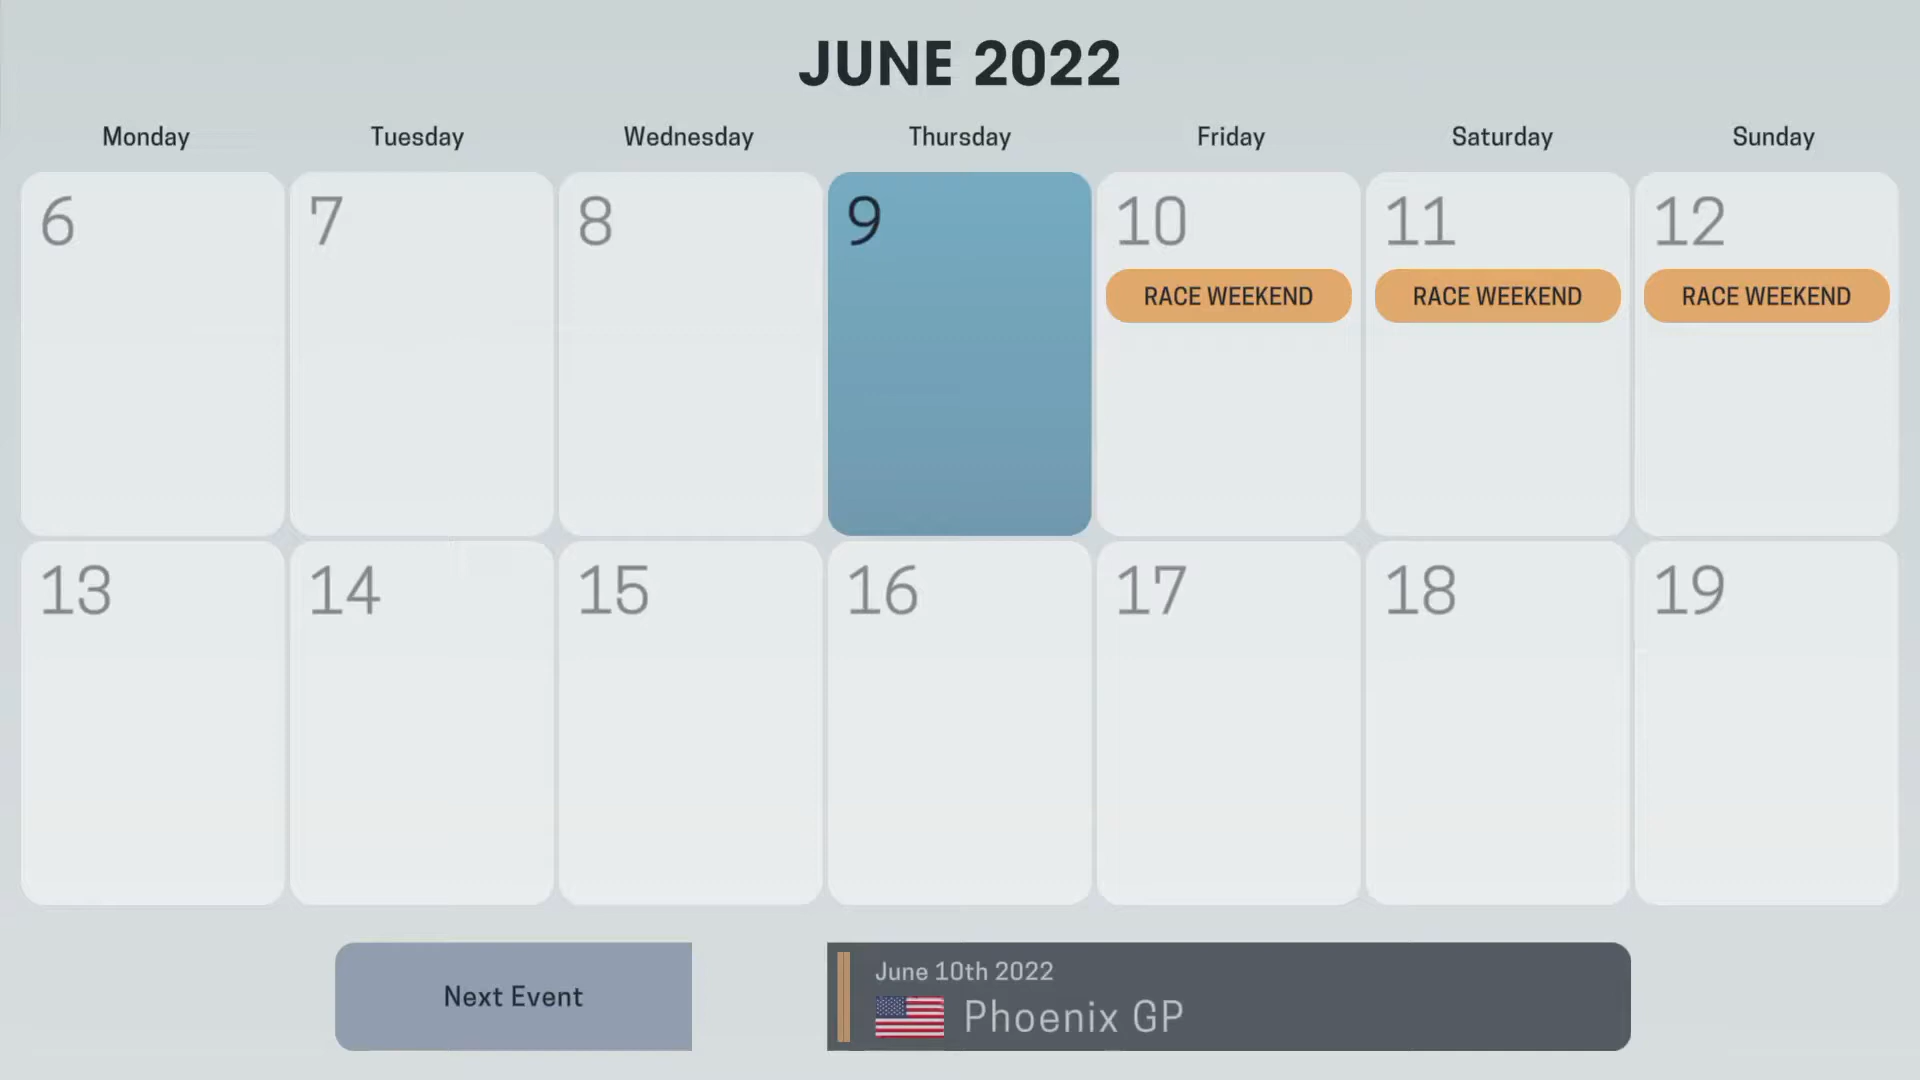 JUNE 2022
Monday Tuesday Wednesday Thursday Friday Saturday Sunday
6 7 8 9 10 11 12
RACE WEEKEND RACE WEEKEND RACE WEEKEND
13 14 15 16 17 18 19
Next Event
June 10th 2022
Phoenix GP